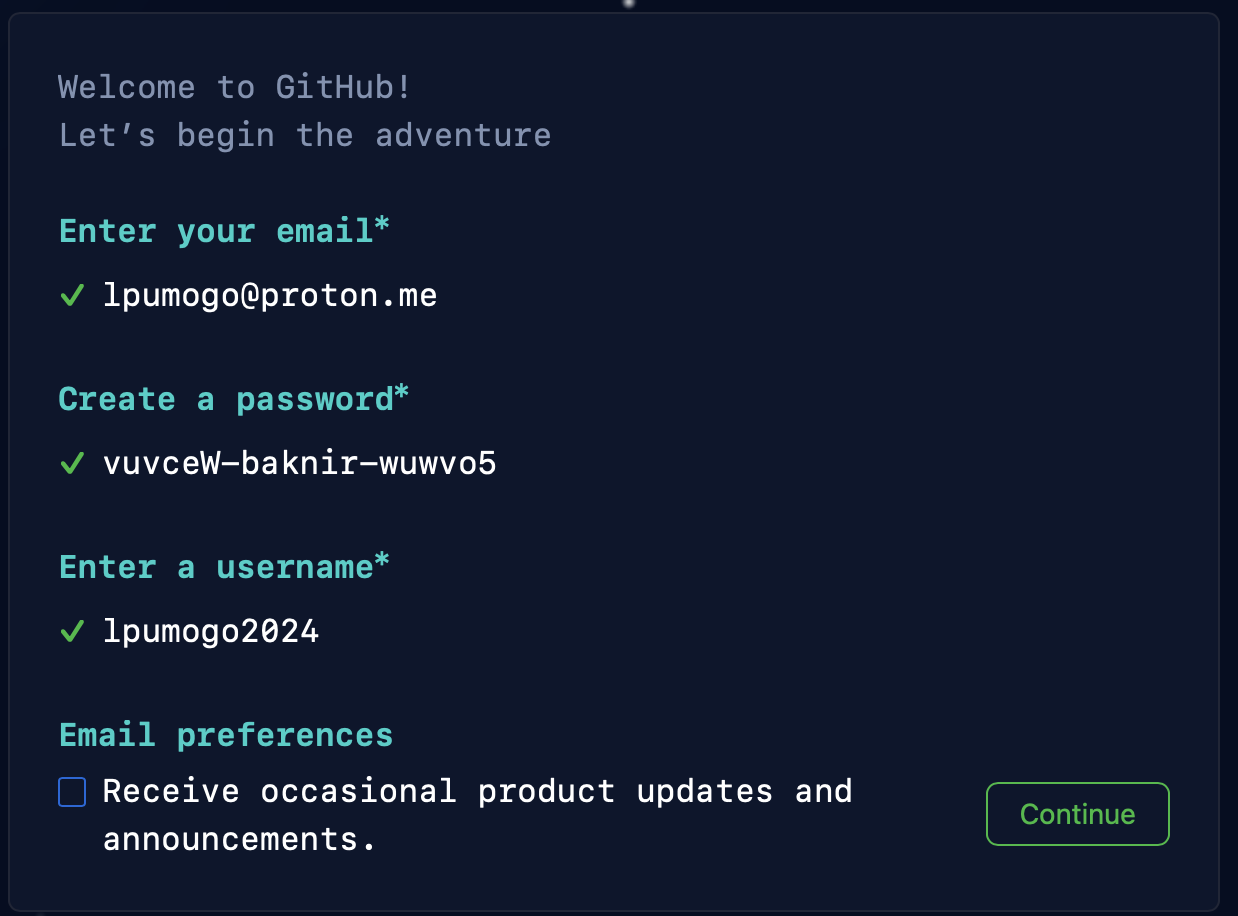 Welcome to GitHub!
Let’s begin the adventure
Enter your email*
lpumogo@proton.me
Create a password*
vuvceW-baknir-wuwvo5
Enter a username*
lpumogo2024
Email preferences
Receive occasional product updates and
announcements.
Continue